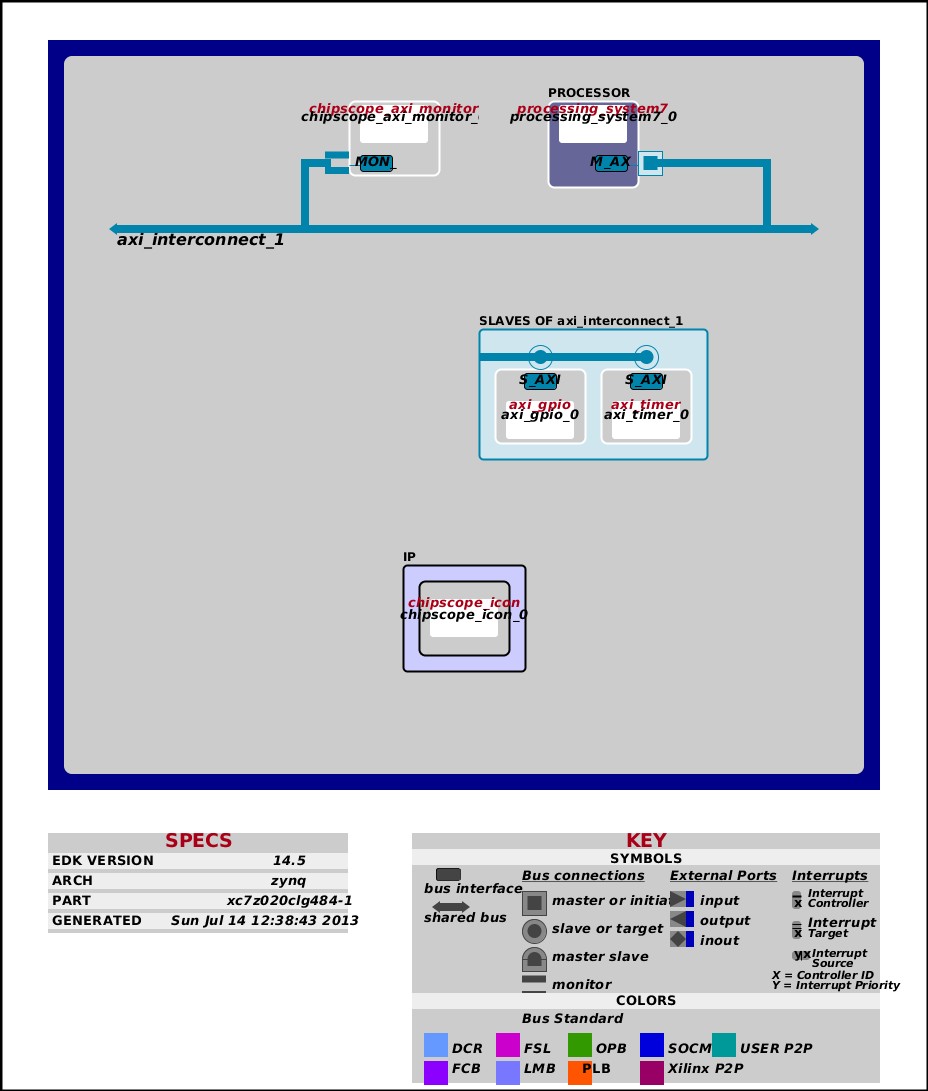 PROCESSOR
chipscope_axi_monitor
chipscope_axi_monitor_
processing_system7
processing_system7_0
MON_
M_AX
axi_interconnect_1
SLAVES OF axi_interconnect_1
S_AXI S_AXI
axi_gpio axi_timer
axi_gpio_0 axi_timer_0
IP
chipscope_icon
chipscope_icon_0
SPECS
EDK VERSION 14.5
ARCH zynq
PART xc7z020clg484-1
GENERATED Sun Jul 14 12:38:43 2013
KEY
SYMBOLS
bus interface
shared bus
Bus connections
master or initiat
slave or target
master slave
monitor
External Ports
input
output
inout
Interrupts
x Interrupt Controller
x Interrupt Target
yx Interrupt Source
X = Controller ID
Y = Interrupt Priority
COLORS
Bus Standard
DCR FSL OPB SOCM USER P2P
FCB LMB PLB Xilinx P2P